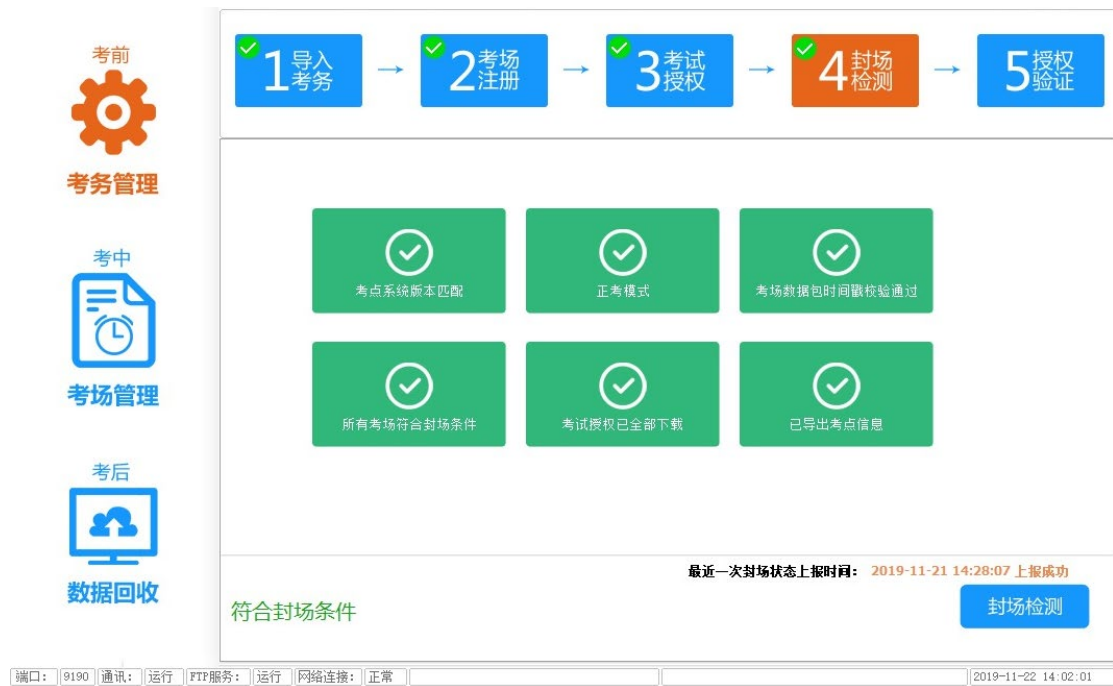 考前
考务管理
考中
考场管理
考后
数据回收
1 导入考务 → 2 考场注册 → 3 考试授权 → 4 封场检测 → 5 授权验证
考点系统版本匹配
正考模式
考场数据包时间戳校验通过
所有考场符合封场条件
考试授权已全部下载
已导出考点信息
最近一次封场状态上报时间： 2019-11-21 14:28:07 上报成功
符合封场条件
封场检测
端口： 9190 通讯： 运行 FTP服务： 运行 网络连接： 正常 2019-11-22 14:02:01